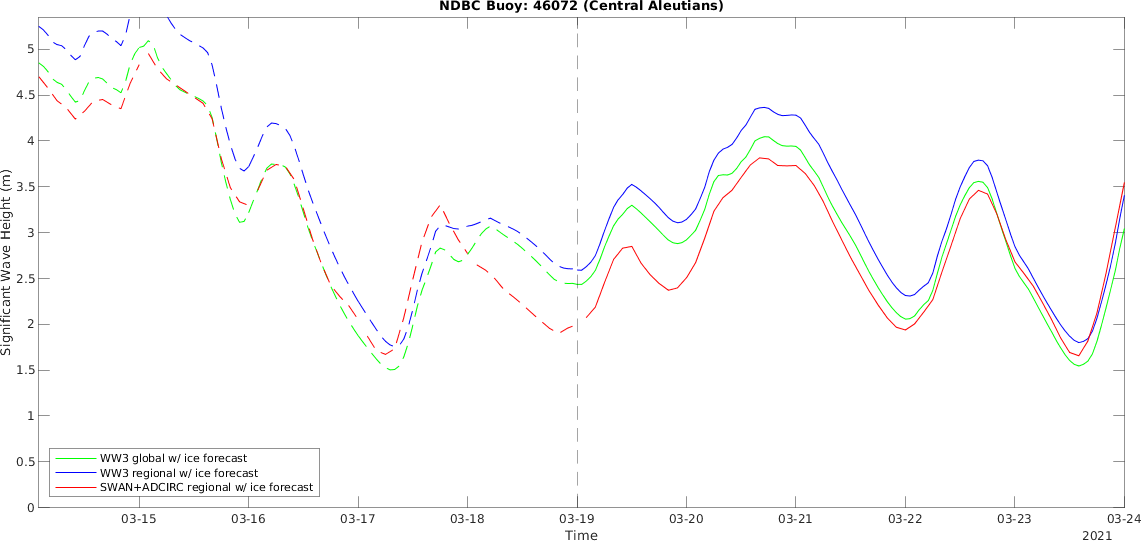 NDBC Buoy: 46072 (Central Aleutians)
Significant Wave Height (m)
5
4.5
4
3.5
3
2.5
2
1.5
1
0.5
0
WW3 global w/ ice forecast
WW3 regional w/ ice forecast
SWAN+ADCIRC regional w/ ice forecast
03-15 03-16 03-17 03-18 03-19 03-20 03-21 03-22 03-23 03-24
Time
2021